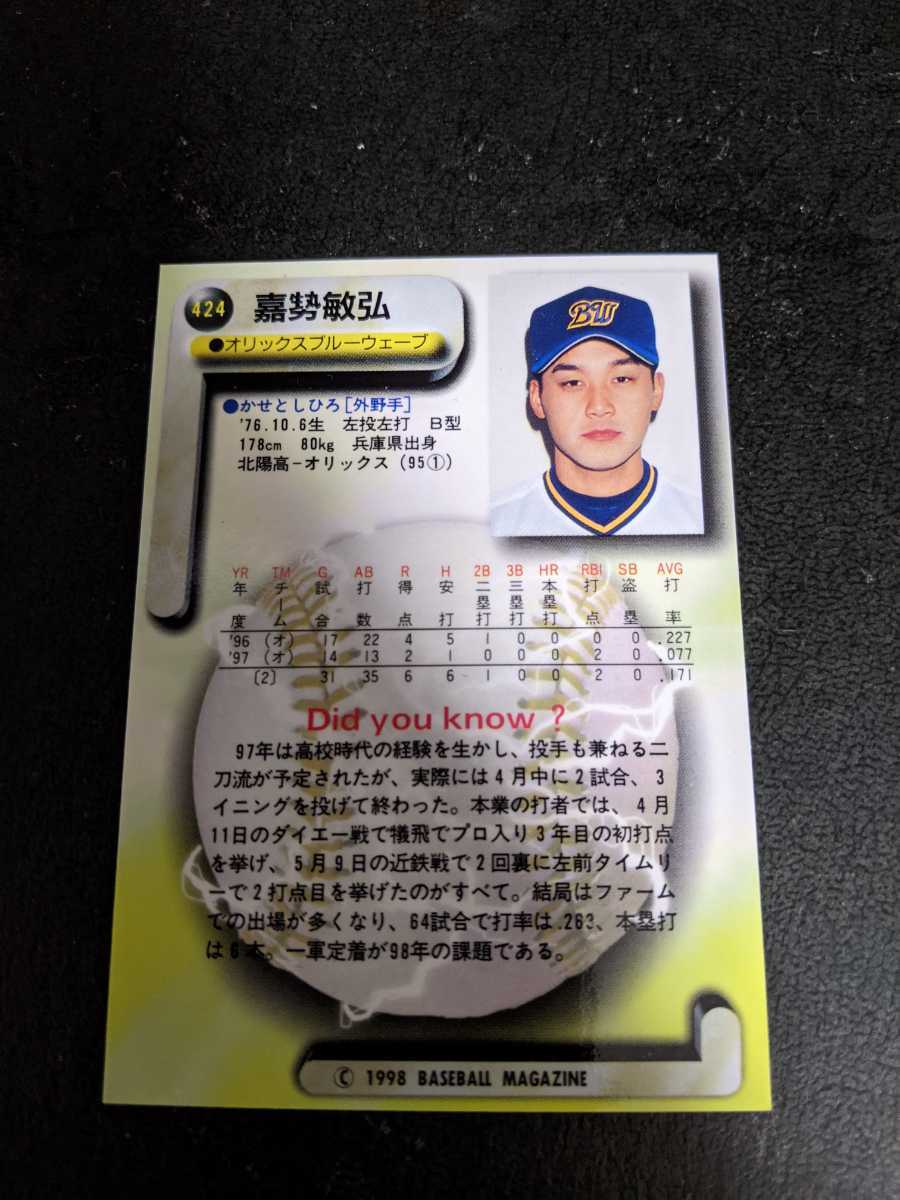 424 嘉勢敏弘
●オリックスブルーウェーブ
BW
●かせとしひろ[外野手]
'76.10.6生 左投左打 B型
178cm 80kg 兵庫県出身
北陽高-オリックス (95①)
YR TM G AB R H 2B 3B HR RBI SB AVG
年度 チーム 試合 打数 得点 安打 二塁打 三塁打 本塁打 打点 盗塁 打率
'96 (オ) 17 22 4 5 1 0 0 0 0 .227
'97 (オ) 14 13 2 1 0 0 0 2 0 .077
〔2〕 31 35 6 6 1 0 0 2 0 .171
Did you know ?
97年は高校時代の経験を生かし、投手も兼ねる二
刀流が予定されたが、実際には4月中に2試合、3
イニングを投げて終わった。本業の打者では、4月
11日のダイエー戦で犠飛でプロ入り3年目の初打点
を挙げ、5月9日の近鉄戦で2回裏に左前タイムリ
ーで2打点目を挙げたのがすべて。結局はファーム
での出場が多くなり、64試合で打率は.263、本塁打
は6本。一軍定着が98年の課題である。
© 1998 BASEBALL MAGAZINE